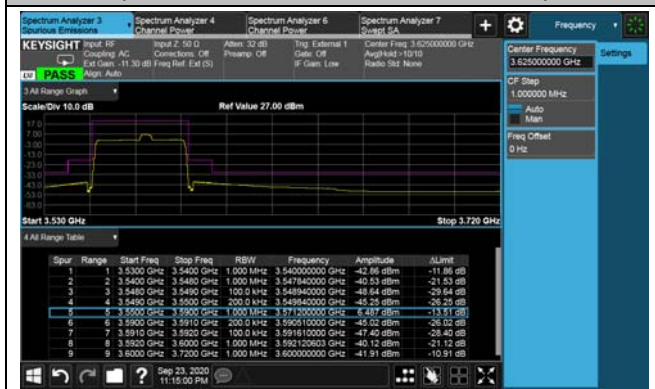 Spectrum Analyzer 3
Spurious Emissions
Spectrum Analyzer 4
Channel Power
Spectrum Analyzer 6
Channel Power
Spectrum Analyzer 7
Swept SA
+
Frequency
KEYSIGHT
Input: RF
Coupling: AC
Ext Gain: -11.30 dB
Align: Auto
Input Z: 50 Ω
Corrections: Off
Freq Ref: Ext (S)
Atten: 32 dB
Preamp: Off
Trig: External 1
Gate: Off
IF Gain: Low
Center Freq: 3.625000000 GHz
Avg|Hold:>10/10
Radio Std: None
LXI
PASS
Center Frequency
3.625000000 GHz
Settings
CF Step
1.000000 MHz
Auto
Man
Freq Offset
0 Hz
3 All Range Graph
Scale/Div 10.0 dB
Ref Value 27.00 dBm
17.0
7.00
-3.00
-13.0
-23.0
-33.0
-43.0
-53.0
-63.0
Start 3.530 GHz
Stop 3.720 GHz
4 All Range Table
Spur Range Start Freq Stop Freq RBW Frequency Amplitude ΔLimit
1 1 3.5300 GHz 3.5400 GHz 1.000 MHz 3.540000000 GHz -42.86 dBm -11.86 dB
2 2 3.5400 GHz 3.5480 GHz 1.000 MHz 3.547840000 GHz -40.53 dBm -21.53 dB
3 3 3.5480 GHz 3.5490 GHz 100.0 kHz 3.548940000 GHz -48.64 dBm -29.64 dB
4 4 3.5490 GHz 3.5500 GHz 200.0 kHz 3.549840000 GHz -45.25 dBm -26.25 dB
5 5 3.5500 GHz 3.5900 GHz 1.000 MHz 3.571200000 GHz 6.487 dBm -13.51 dB
6 6 3.5900 GHz 3.5910 GHz 200.0 kHz 3.590510000 GHz -45.02 dBm -26.02 dB
7 7 3.5910 GHz 3.5920 GHz 100.0 kHz 3.591610000 GHz -47.40 dBm -28.40 dB
8 8 3.5920 GHz 3.6000 GHz 1.000 MHz 3.592120603 GHz -40.12 dBm -21.12 dB
9 9 3.6000 GHz 3.7200 GHz 1.000 MHz 3.600000000 GHz -41.91 dBm -10.91 dB
?
Sep 23, 2020
11:15:00 PM